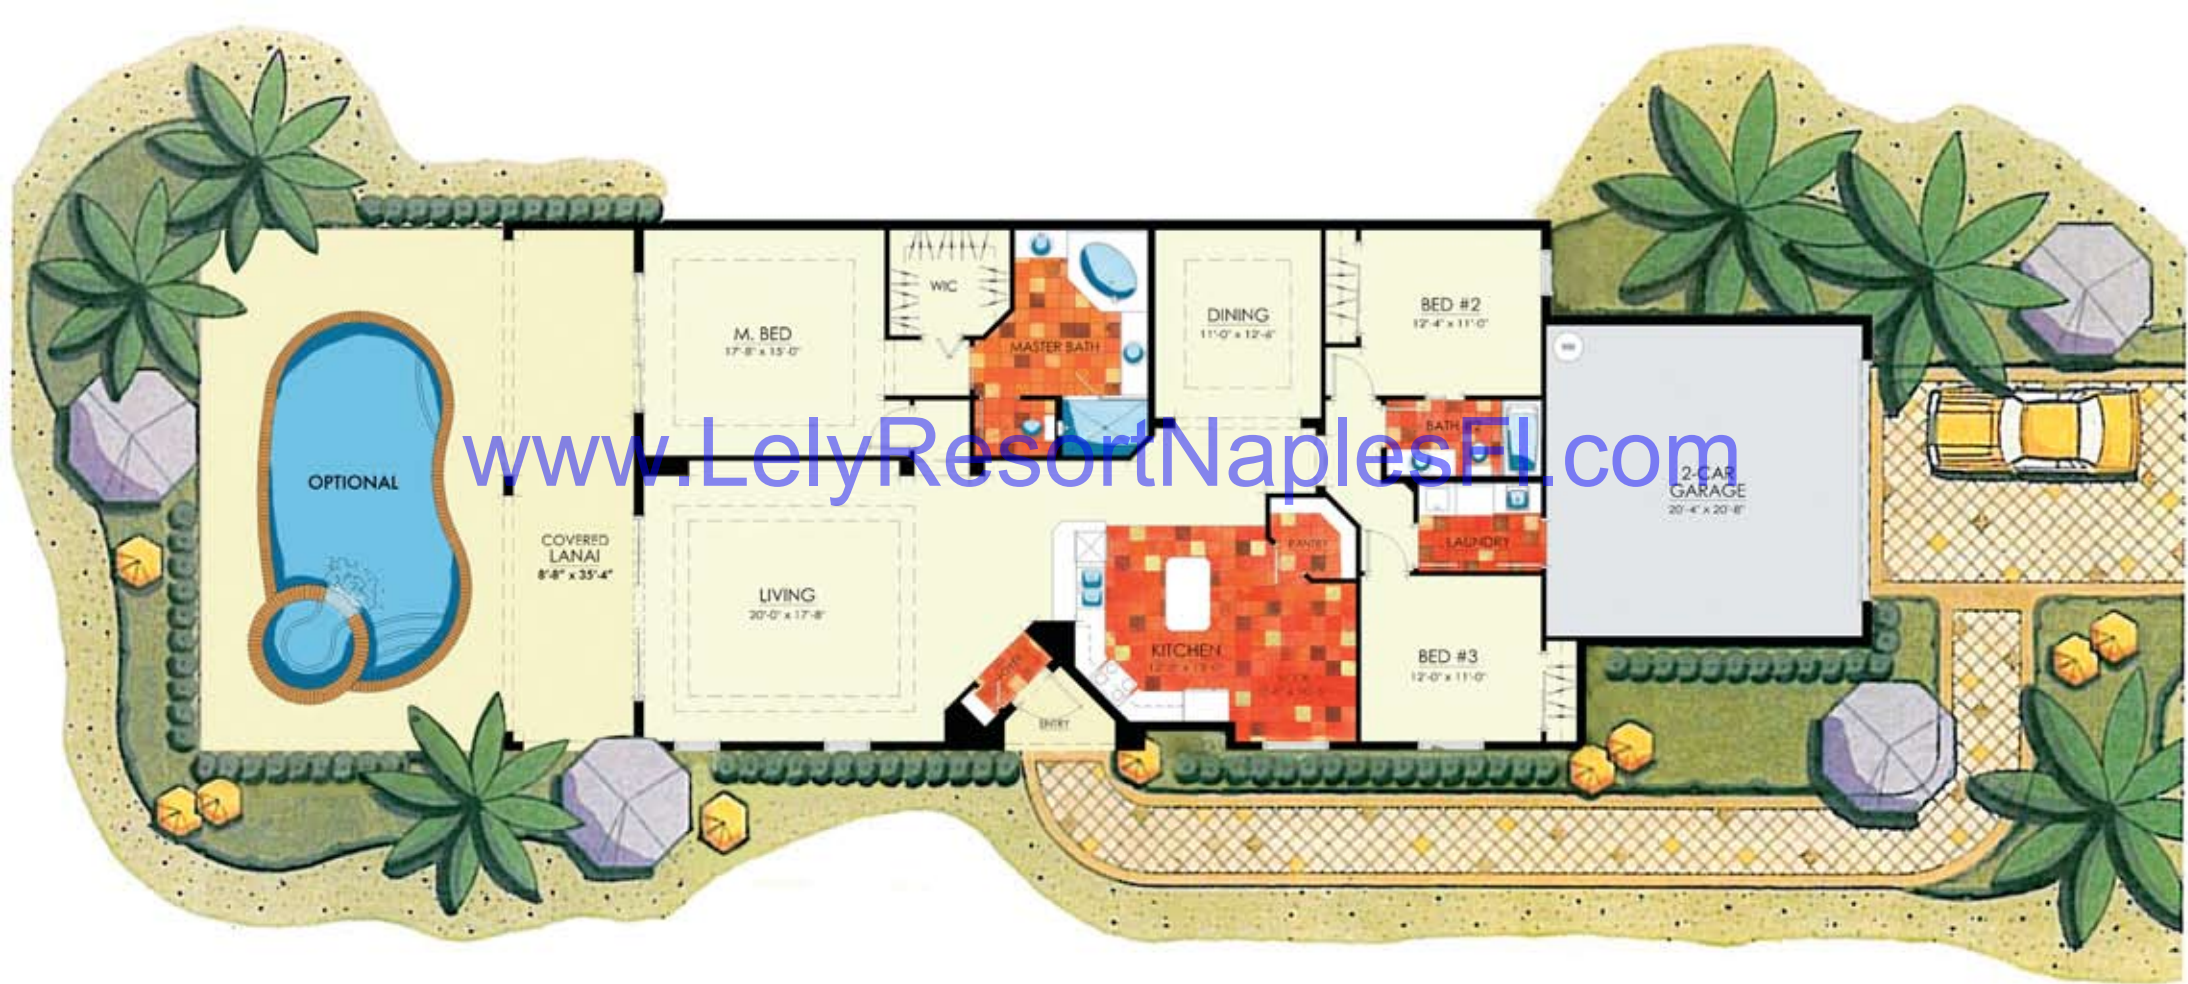 WIC
M. BED
17'-8" x 15'-0"
MASTER BATH
DINING
11'-0" x 12'-6"
BED #2
12'-4" x 11'-0"
www.LelyResortNaplesFl.com
BATH #2
OPTIONAL
2-CAR
GARAGE
20'-4" x 20'-8"
COVERED
LANAI
8'-8" x 35'-4"
LAUNDRY
PANTRY
LIVING
20'-0" x 17'-8"
KITCHEN
BED #3
12'-0" x 11'-0"
ENTRY